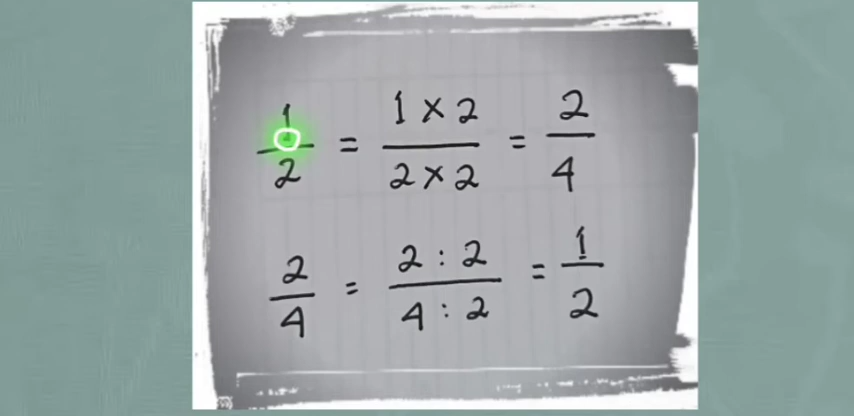 1/2 = (1 × 2)/(2 × 2) = 2/4
2/4 = (2 : 2)/(4 : 2) = 1/2